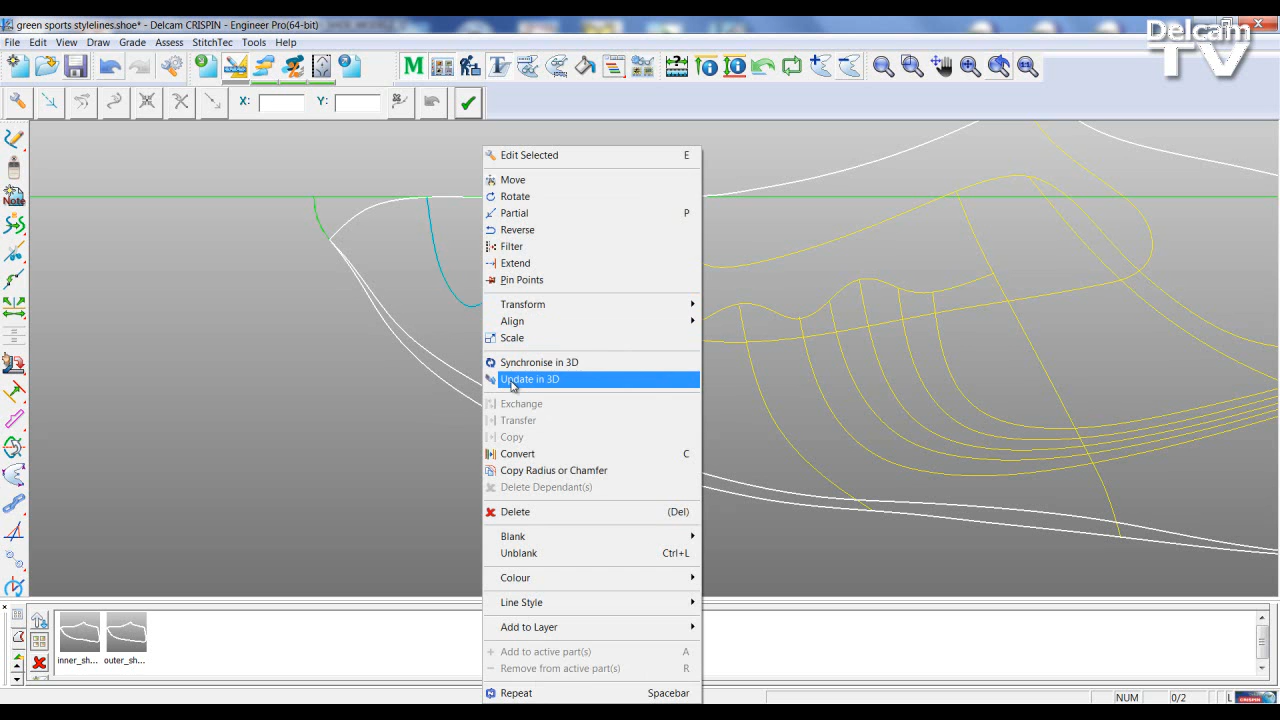 green sports stylelines.shoe* - Delcam CRISPIN - Engineer Pro(64-bit)
Delcam
TV
File Edit View Draw Grade Assess StitchTec Tools Help
M
X: Y:
Note
Edit Selected E
Move
Rotate
Partial P
Reverse
Filter
Extend
Pin Points
Transform
Align
Scale
Synchronise in 3D
Update in 3D
Exchange
Transfer
Copy
Convert C
Copy Radius or Chamfer
Delete Dependant(s)
Delete (Del)
Blank
Unblank Ctrl+L
Colour
Line Style
Add to Layer
Add to active part(s) A
Remove from active part(s) R
Repeat Spacebar
inner_sh... outer_sh...
NUM 0/2 L CRISPIN